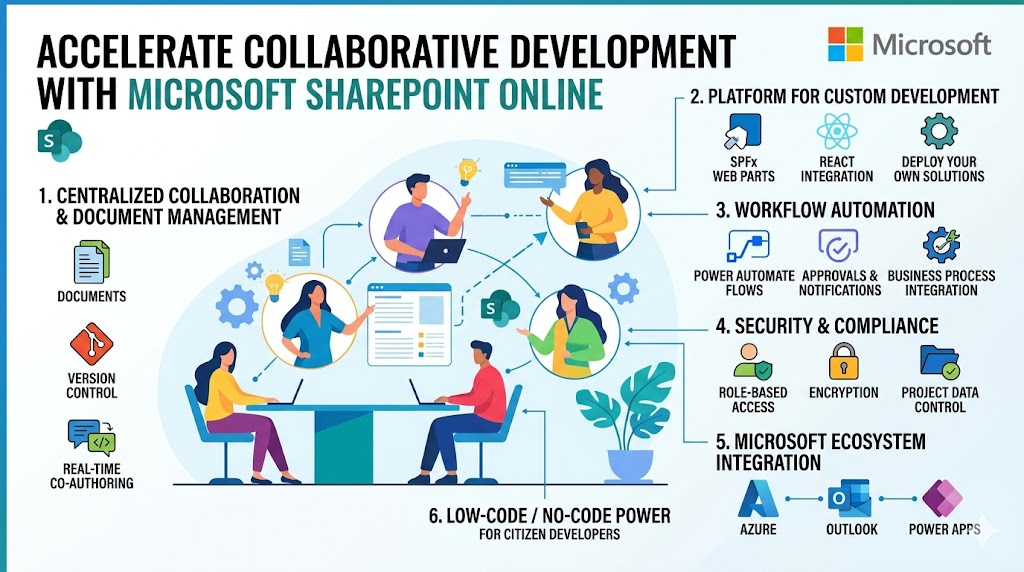 ACCELERATE COLLABORATIVE DEVELOPMENT
WITH MICROSOFT SHAREPOINT ONLINE
Microsoft
S
1. CENTRALIZED COLLABORATION
& DOCUMENT MANAGEMENT
DOCUMENTS
VERSION
CONTROL
REAL-TIME
CO-AUTHORING
S
2. PLATFORM FOR CUSTOM DEVELOPMENT
SPFx
WEB PARTS
REACT
INTEGRATION
DEPLOY YOUR
OWN SOLUTIONS
3. WORKFLOW AUTOMATION
POWER AUTOMATE
FLOWS
APPROVALS &
NOTIFICATIONS
BUSINESS PROCESS
INTEGRATION
4. SECURITY & COMPLIANCE
ROLE-BASED
ACCESS
ENCRYPTION
PROJECT DATA
CONTROL
5. MICROSOFT ECOSYSTEM
INTEGRATION
AZURE
OUTLOOK
POWER APPS
6. LOW-CODE / NO-CODE POWER
FOR CITIZEN DEVELOPERS